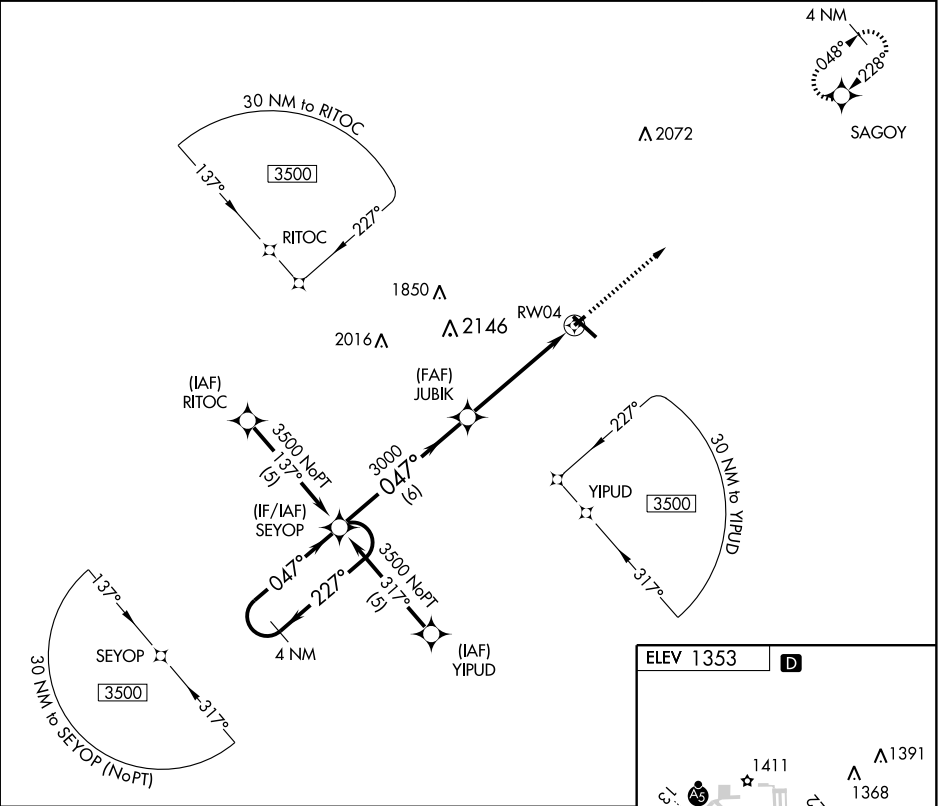 4 NM
048°
228°
SAGOY
2072
30 NM to RITOC
3500
137°
227°
RITOC
1850
2016
2146
RW04
(FAF)
JUBIK
(IAF)
RITOC
3500 NoPT
137°
(5)
3000
047°
(6)
(IF/IAF)
SEYOP
047°
227°
4 NM
3500 NoPT
317°
(5)
(IAF)
YIPUD
227°
30 NM to YIPUD
YIPUD
3500
317°
137°
SEYOP
3500
317°
30 NM to SEYOP (NoPT)
ELEV 1353
D
1391
1411
1368
A5
13